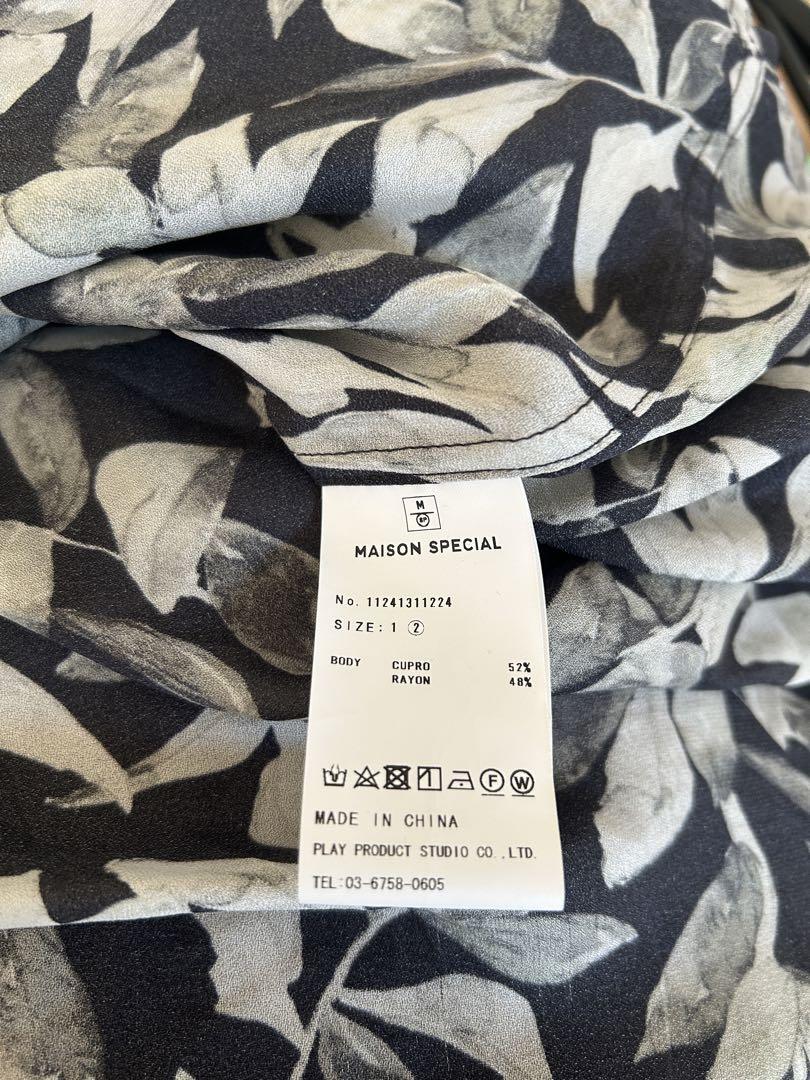 M
SP
MAISON SPECIAL
No. 11241311224
SIZE: 1 ②
BODY CUPRO 52%
RAYON 48%
F W
MADE IN CHINA
PLAY PRODUCT STUDIO CO.,LTD.
TEL:03-6758-0605